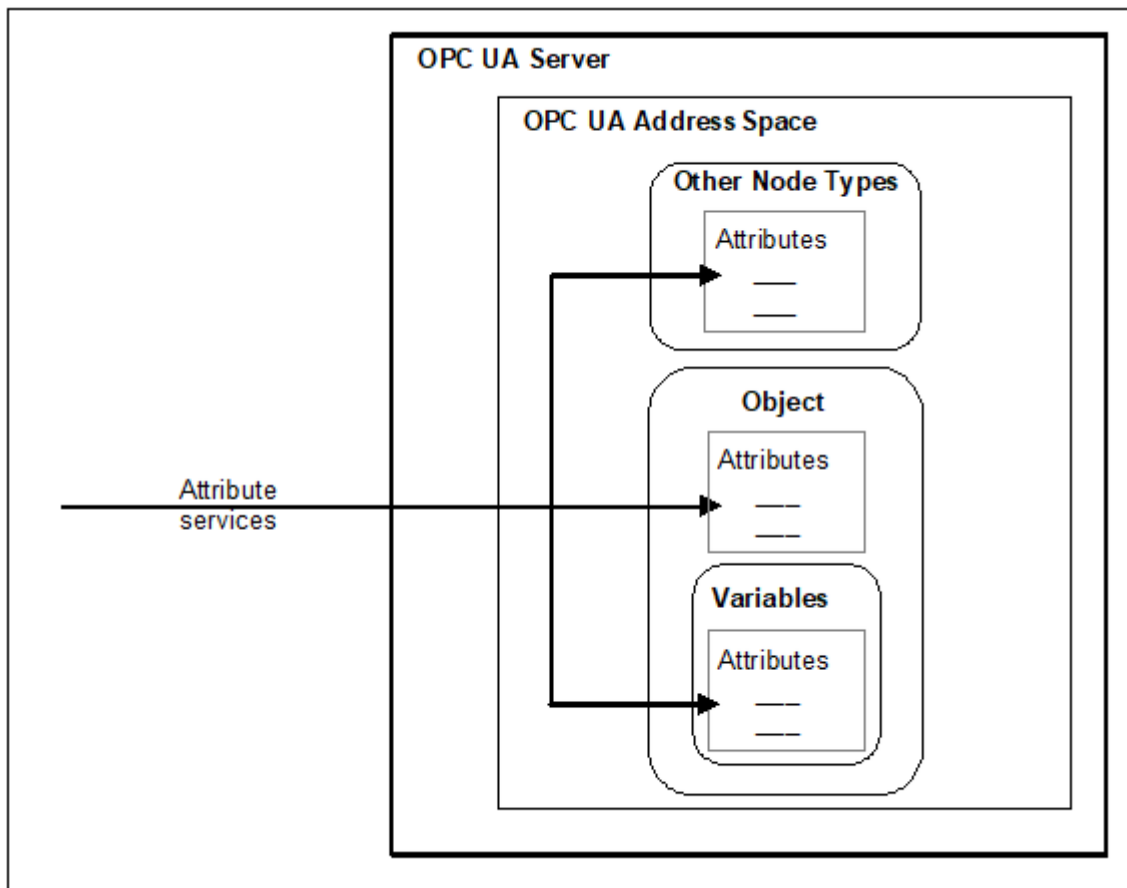 OPC UA Server
OPC UA Address Space
Other Node Types
Attributes
Object
Attributes
Attribute
services
Variables
Attributes